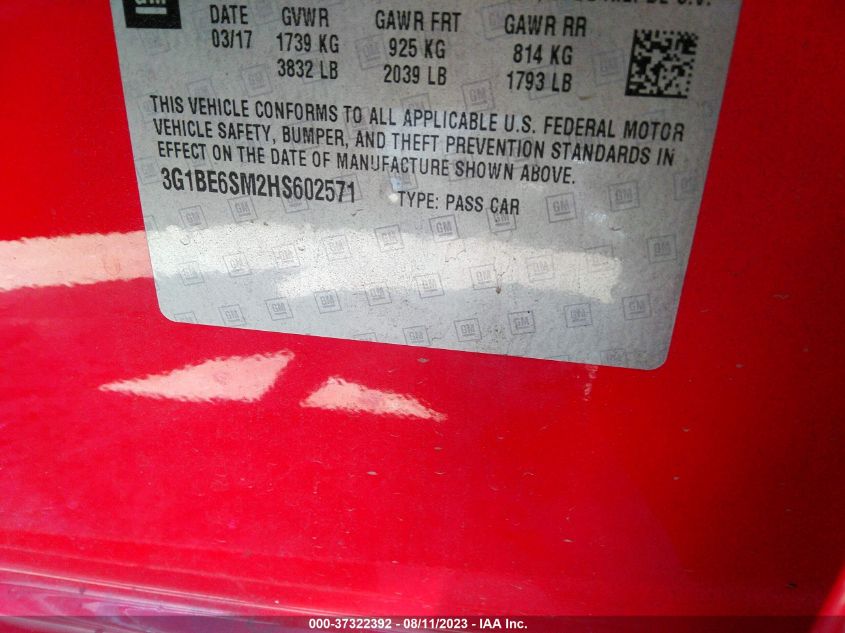 GM
DATE GVWR GAWR FRT GAWR RR
03/17 1739 KG 925 KG 814 KG
3832 LB 2039 LB 1793 LB
THIS VEHICLE CONFORMS TO ALL APPLICABLE U.S. FEDERAL MOTOR
VEHICLE SAFETY, BUMPER, AND THEFT PREVENTION STANDARDS IN
EFFECT ON THE DATE OF MANUFACTURE SHOWN ABOVE.
3G1BE6SM2HS602571 TYPE: PASS CAR
000-37322392 - 08/11/2023 - IAA Inc.